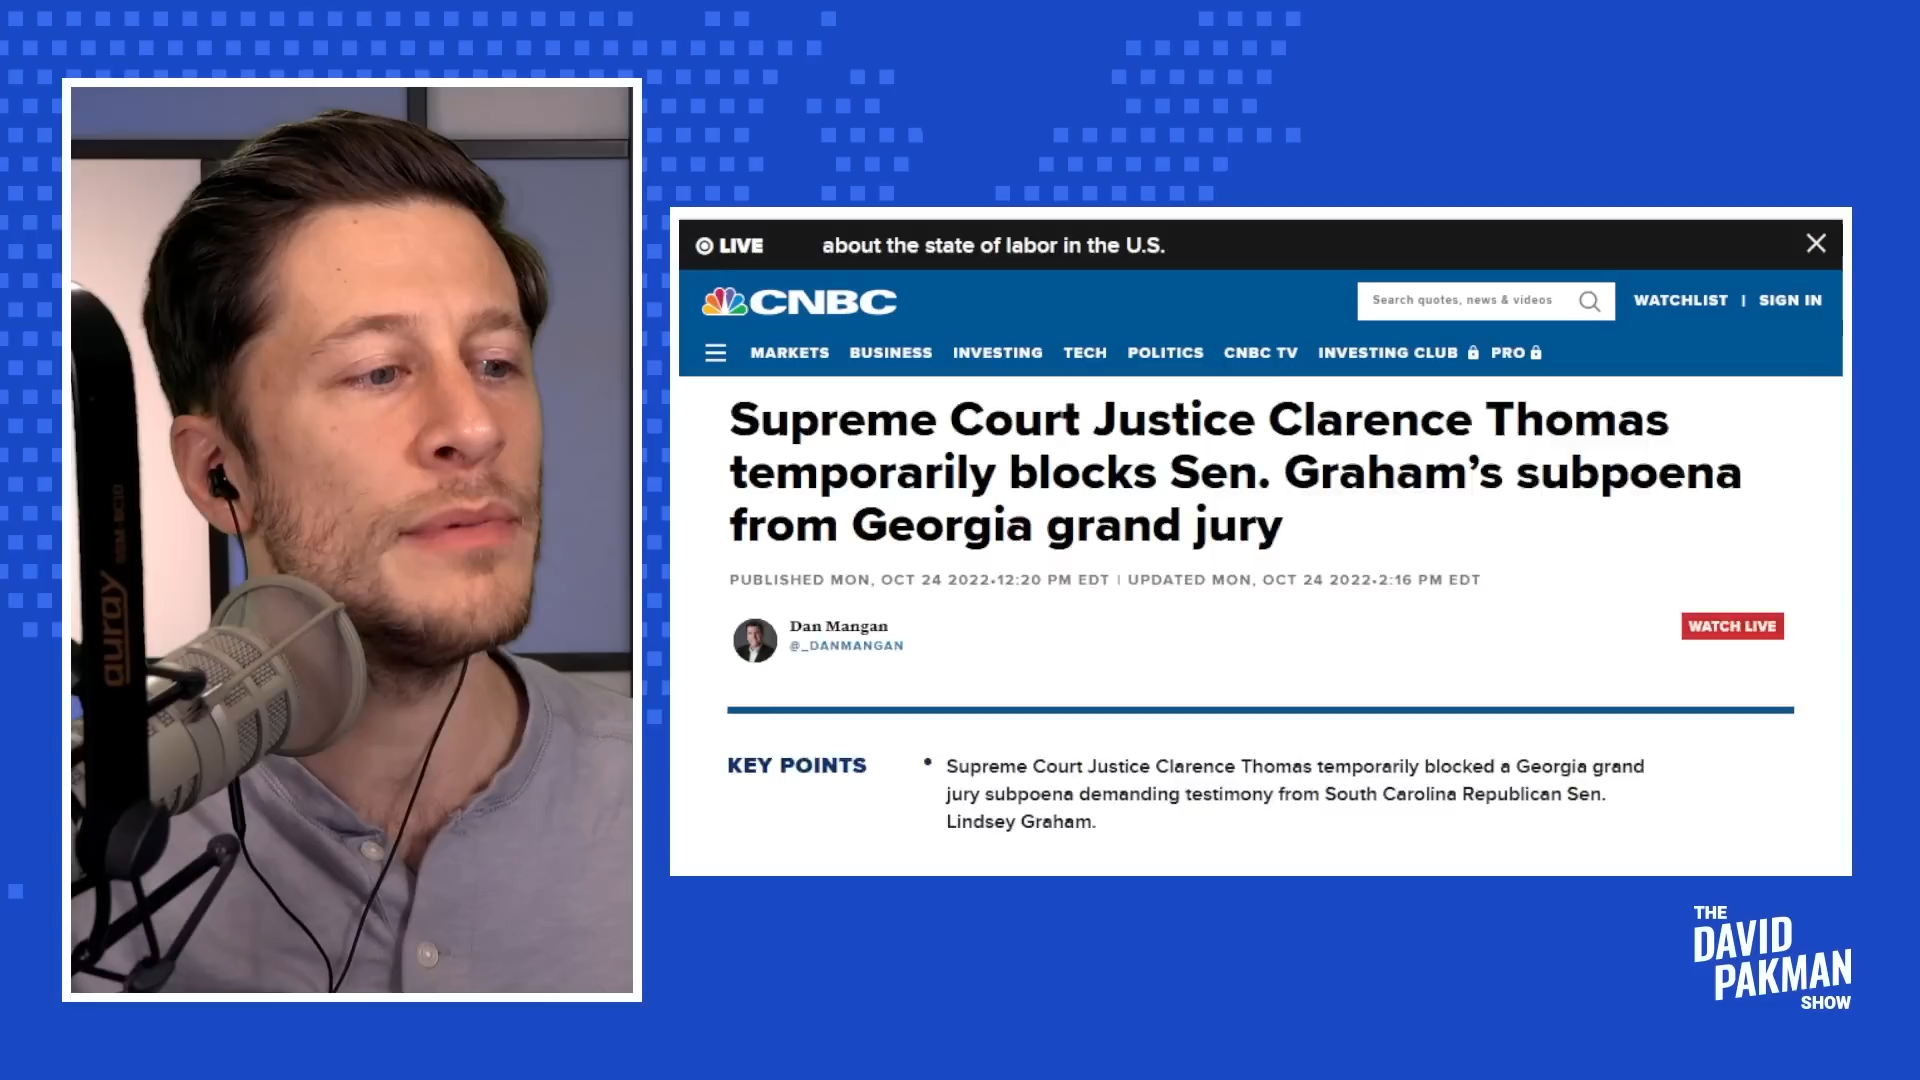 LIVE
about the state of labor in the U.S.
CNBC
Search quotes, news & videos
WATCHLIST | SIGN IN
MARKETS BUSINESS INVESTING TECH POLITICS CNBC TV INVESTING CLUB PRO
Supreme Court Justice Clarence Thomas
temporarily blocks Sen. Graham’s subpoena
from Georgia grand jury
PUBLISHED MON, OCT 24 2022•12:20 PM EDT | UPDATED MON, OCT 24 2022•2:16 PM EDT
Dan Mangan
@_DANMANGAN
WATCH LIVE
KEY POINTS
• Supreme Court Justice Clarence Thomas temporarily blocked a Georgia grand
jury subpoena demanding testimony from South Carolina Republican Sen.
Lindsey Graham.
auray
THE
DAVID
PAKMAN
SHOW